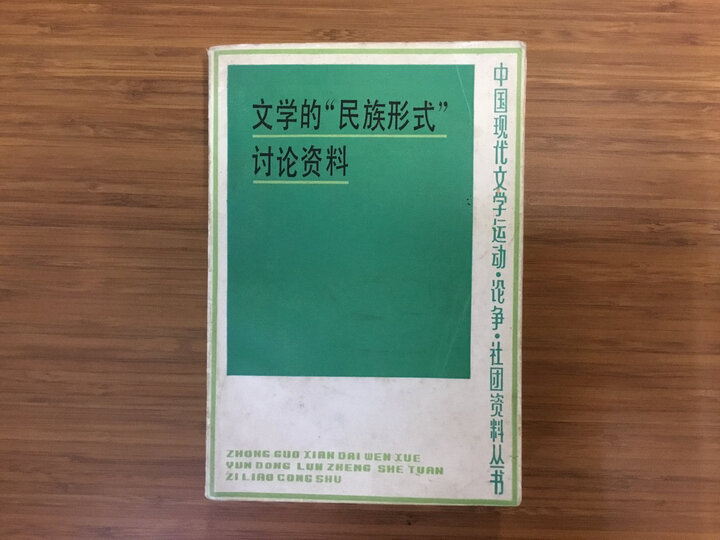 文学的“民族形式”
讨论资料
中国现代文学运动·论争·社团资料丛书
ZHONG GUO XIAN DAI WEN XUE
YUN DONG LUN ZHENG SHE TUAN
ZI LIAO CONG SHU